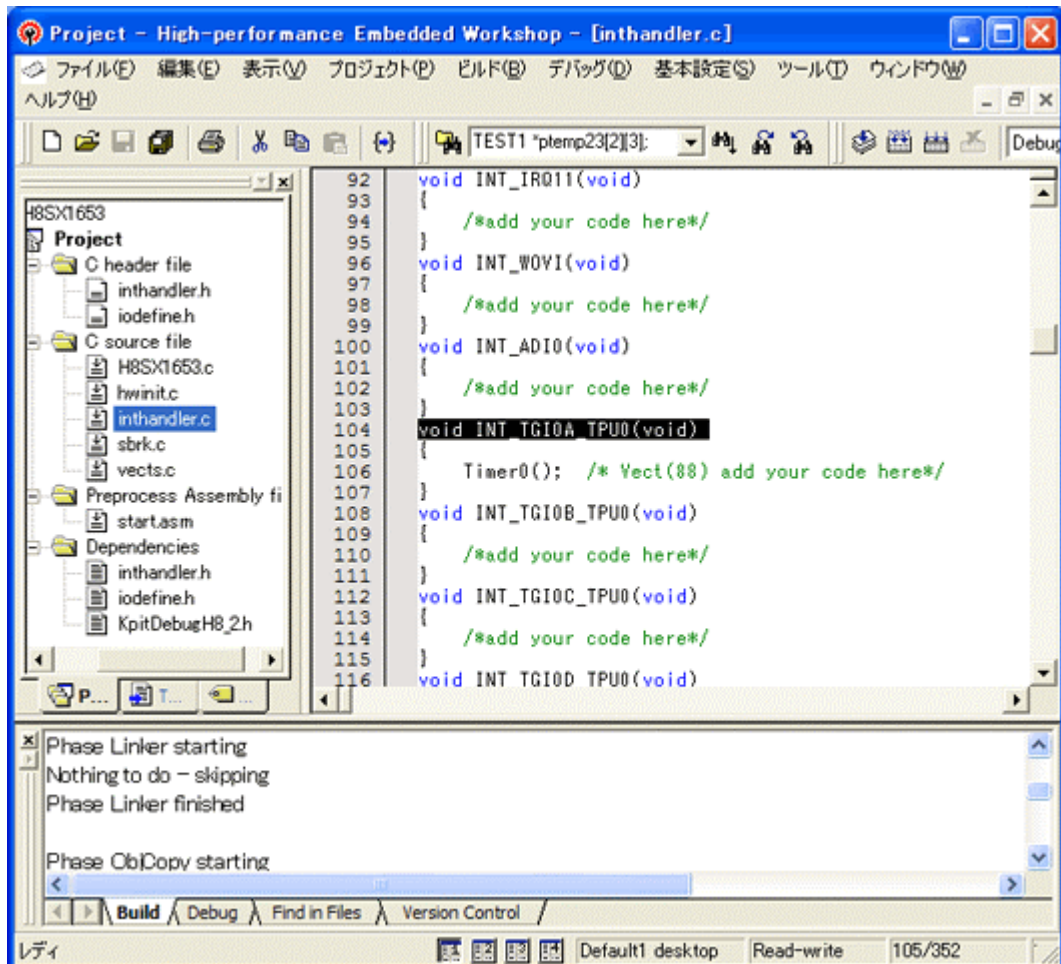 Project - High-performance Embedded Workshop - [inthandler.c]
ファイル(F) 編集(E) 表示(V) プロジェクト(P) ビルド(B) デバッグ(D) 基本設定(S) ツール(T) ウィンドウ(W)
ヘルプ(H)
TEST1 *ptemp23[2][3];
Debug
H8SX1653
Project
C header file
inthandler.h
iodefine.h
C source file
H8SX1653.c
hwinit.c
inthandler.c
sbrk.c
vects.c
Preprocess Assembly fi
start.asm
Dependencies
inthandler.h
iodefine.h
KpitDebugH8_2.h
P...
T...
...
92 void INT_IRQ11(void)
93 {
94 /*add your code here*/
95 }
96 void INT_WOVI(void)
97 {
98 /*add your code here*/
99 }
100 void INT_ADI0(void)
101 {
102 /*add your code here*/
103 }
104 void INT_TGI0A_TPU0(void)
105 {
106 Timer0(); /* Vect(88) add your code here*/
107 }
108 void INT_TGI0B_TPU0(void)
109 {
110 /*add your code here*/
111 }
112 void INT_TGI0C_TPU0(void)
113 {
114 /*add your code here*/
115 }
116 void INT_TGI0D_TPU0(void)
Phase Linker starting
Nothing to do - skipping
Phase Linker finished
Phase ObjCopy starting
Build Debug Find in Files Version Control
レディ 1 2 3 4 Default1 desktop Read-write 105/352